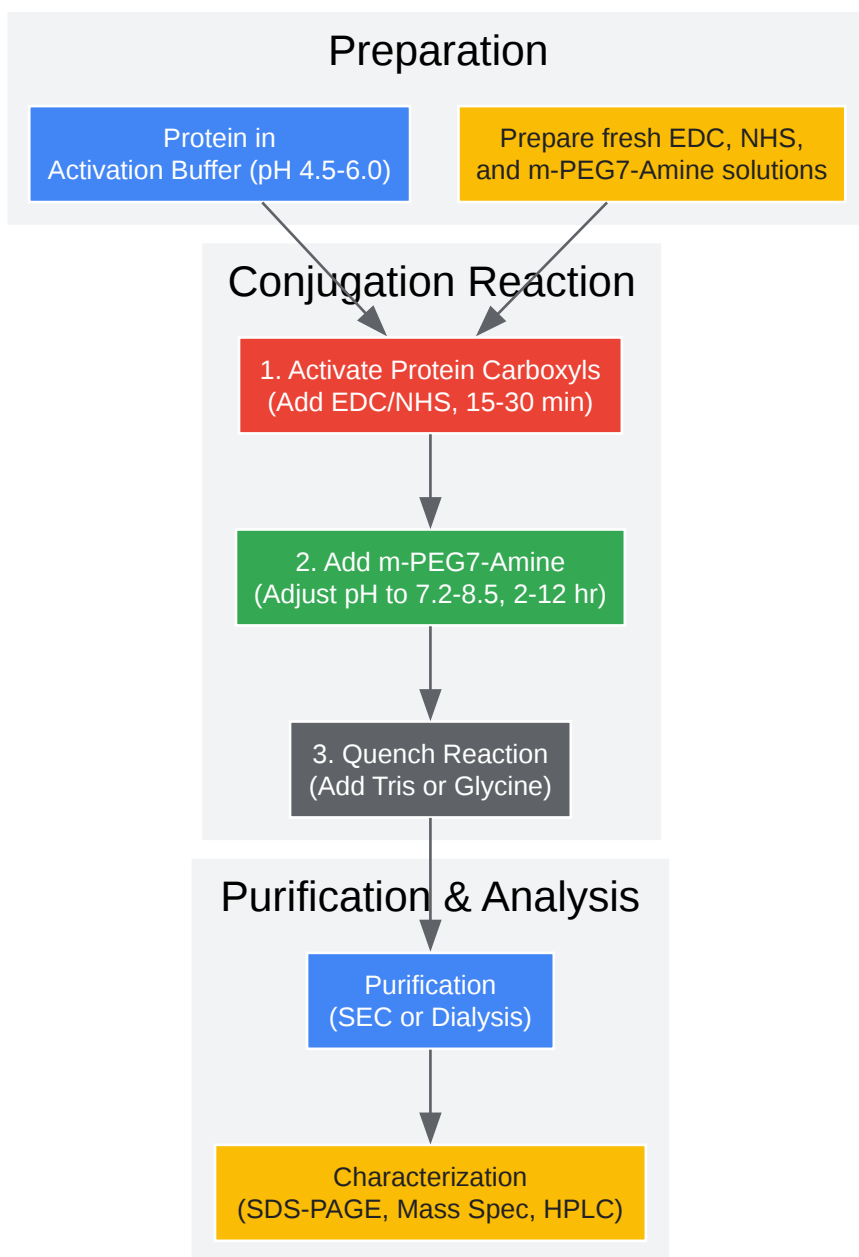 Preparation
Protein in
Activation Buffer (pH 4.5-6.0)
Prepare fresh EDC, NHS,
and m-PEG7-Amine solutions
Conjugation Reaction
1. Activate Protein Carboxyls
(Add EDC/NHS, 15-30 min)
2. Add m-PEG7-Amine
(Adjust pH to 7.2-8.5, 2-12 hr)
3. Quench Reaction
(Add Tris or Glycine)
Purification & Analysis
Purification
(SEC or Dialysis)
Characterization
(SDS-PAGE, Mass Spec, HPLC)